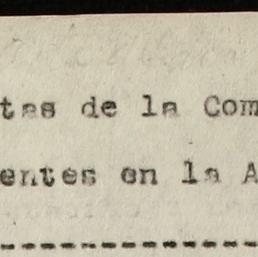 tas de la Com
entes en la A